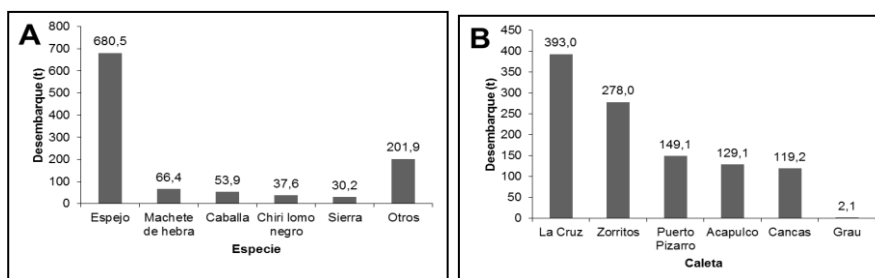 A
Desembarque (t)
800
700
600
500
400
300
200
100
0
680,5
66,4
53,9
37,6
30,2
201,9
Espejo
Machete
de hebra
Caballa
Chiri lomo
negro
Sierra
Otros
Especie
B
Desembarque (t)
450
400
350
300
250
200
150
100
50
0
393,0
278,0
149,1
129,1
119,2
2,1
La Cruz
Zorritos
Puerto
Pizarro
Acapulco
Cancas
Grau
Caleta